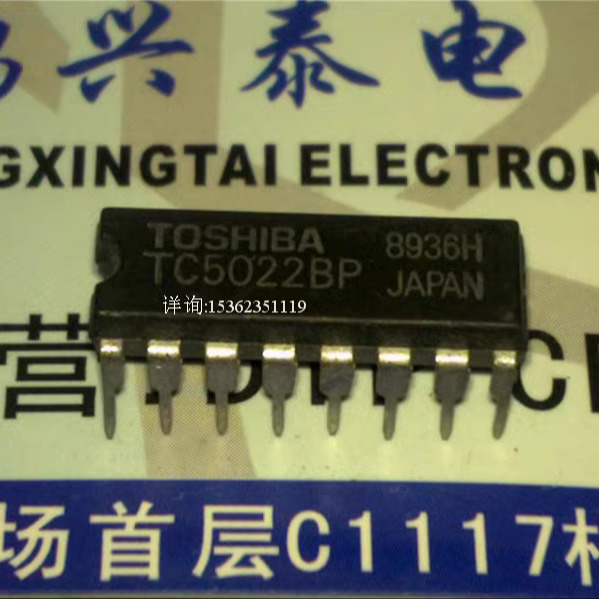 兴泰电
GXINGTAI ELECTRON
TOSHIBA 8936H
TC5022BP JAPAN
详询:15362351119
营
场首层C1117